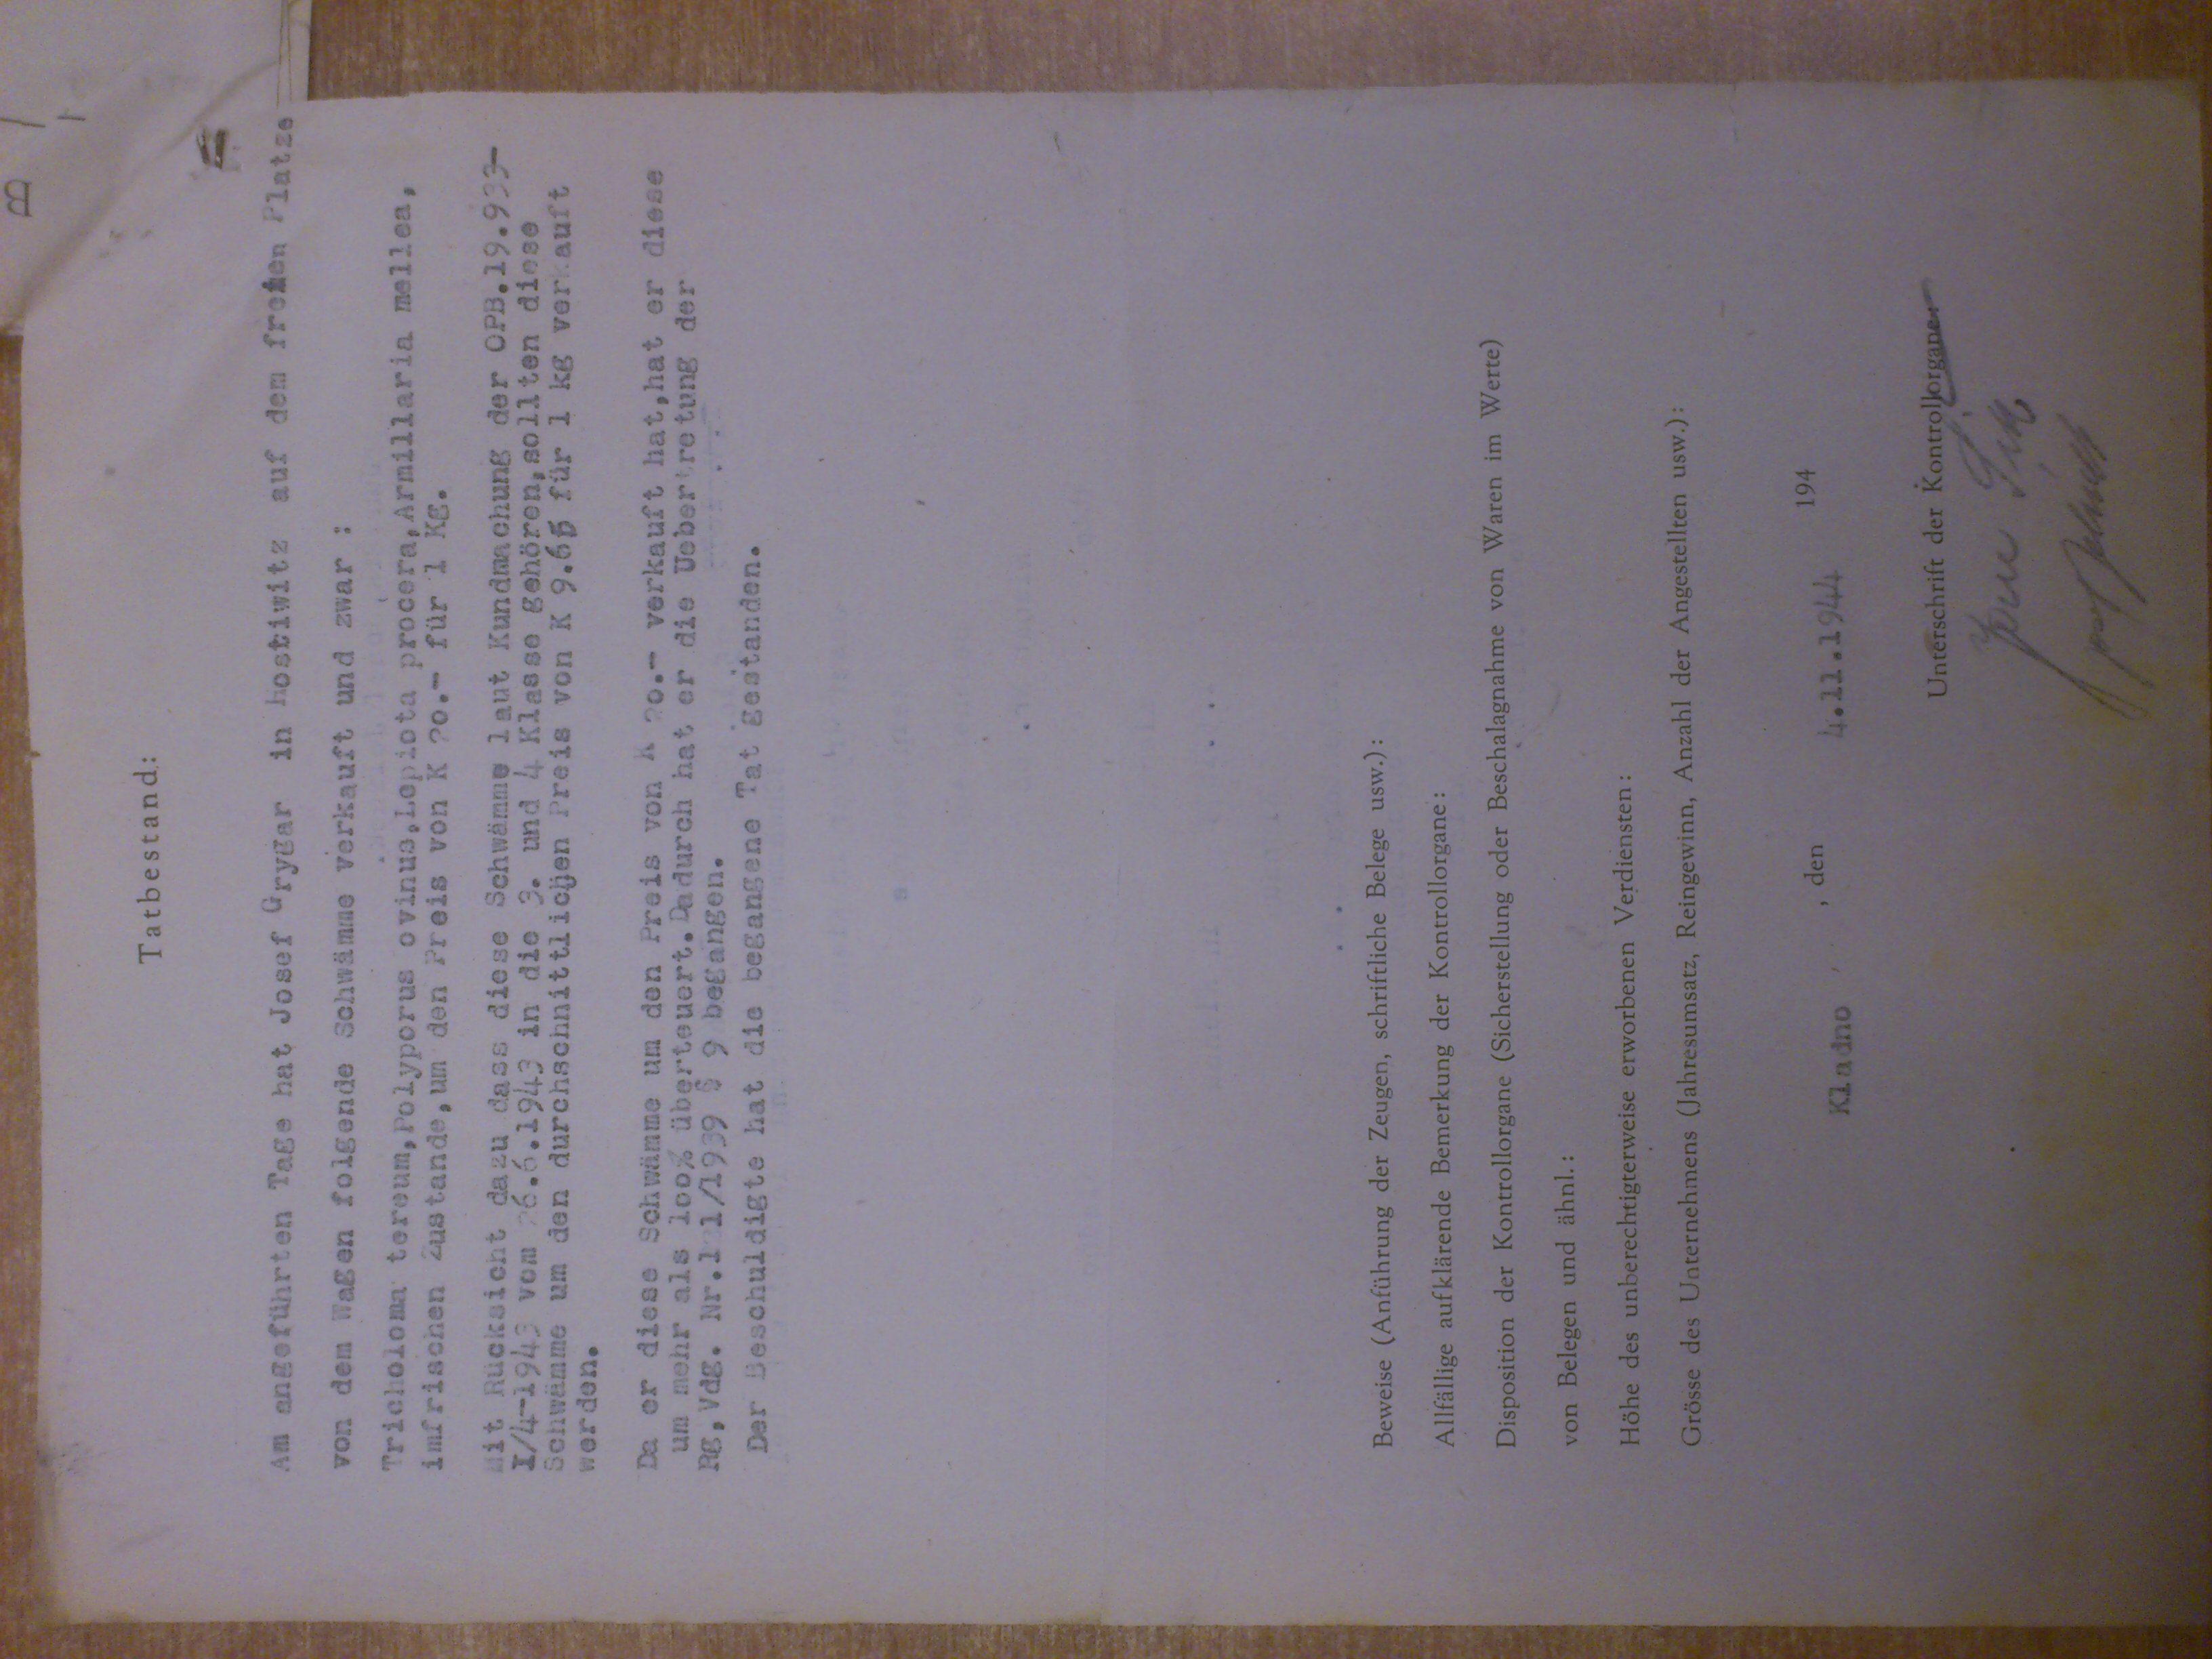 B
Tatbestand:
Am angeführten Tage hat Josef Grygar in Hostiwitz auf dem freien Platze
von dem Wagen folgende Schwämme verkauft und zwar :
Tricholoma tereum,Polyporus ovinus,Lepiota procera,Armillaria mellea,
imfrischen Zustande,um den Preis von K 20.- für 1 Kg.
Mit Rücksicht dazu dass diese Schwämme laut Kundmachung der OPB.19.933-
I/4-1943 vom 26.6.1943 in die 3. und 4 Klasse gehören,sollten diese
Schwämme um den durchschnittlichen Preis von K 9.65 für 1 kg verkauft
werden.
Da er diese Schwämme um den Preis von K 20.- verkauft hat,hat er diese
um mehr als 1oo% überteuert.Dadurch hat er die Uebertretung der
Rg,Vdg. Nr. 1/1939 § 9 begangen.
Der Beschuldigte hat die begangene Tat gestanden.
Beweise (Anführung der Zeugen, schriftliche Belege usw.):
Allfällige aufklärende Bemerkung der Kontrollorgane:
Disposition der Kontrollorgane (Sicherstellung oder Beschalagnahme von Waren im Werte)
von Belegen und ähnl.:
Höhe des unberechtigterweise erworbenen Verdiensten:
Grösse des Unternehmens (Jahresumsatz, Reingewinn, Anzahl der Angestellten usw.):
Kladno , den 4.11.1944 194
Unterschrift der Kontrollorgane: